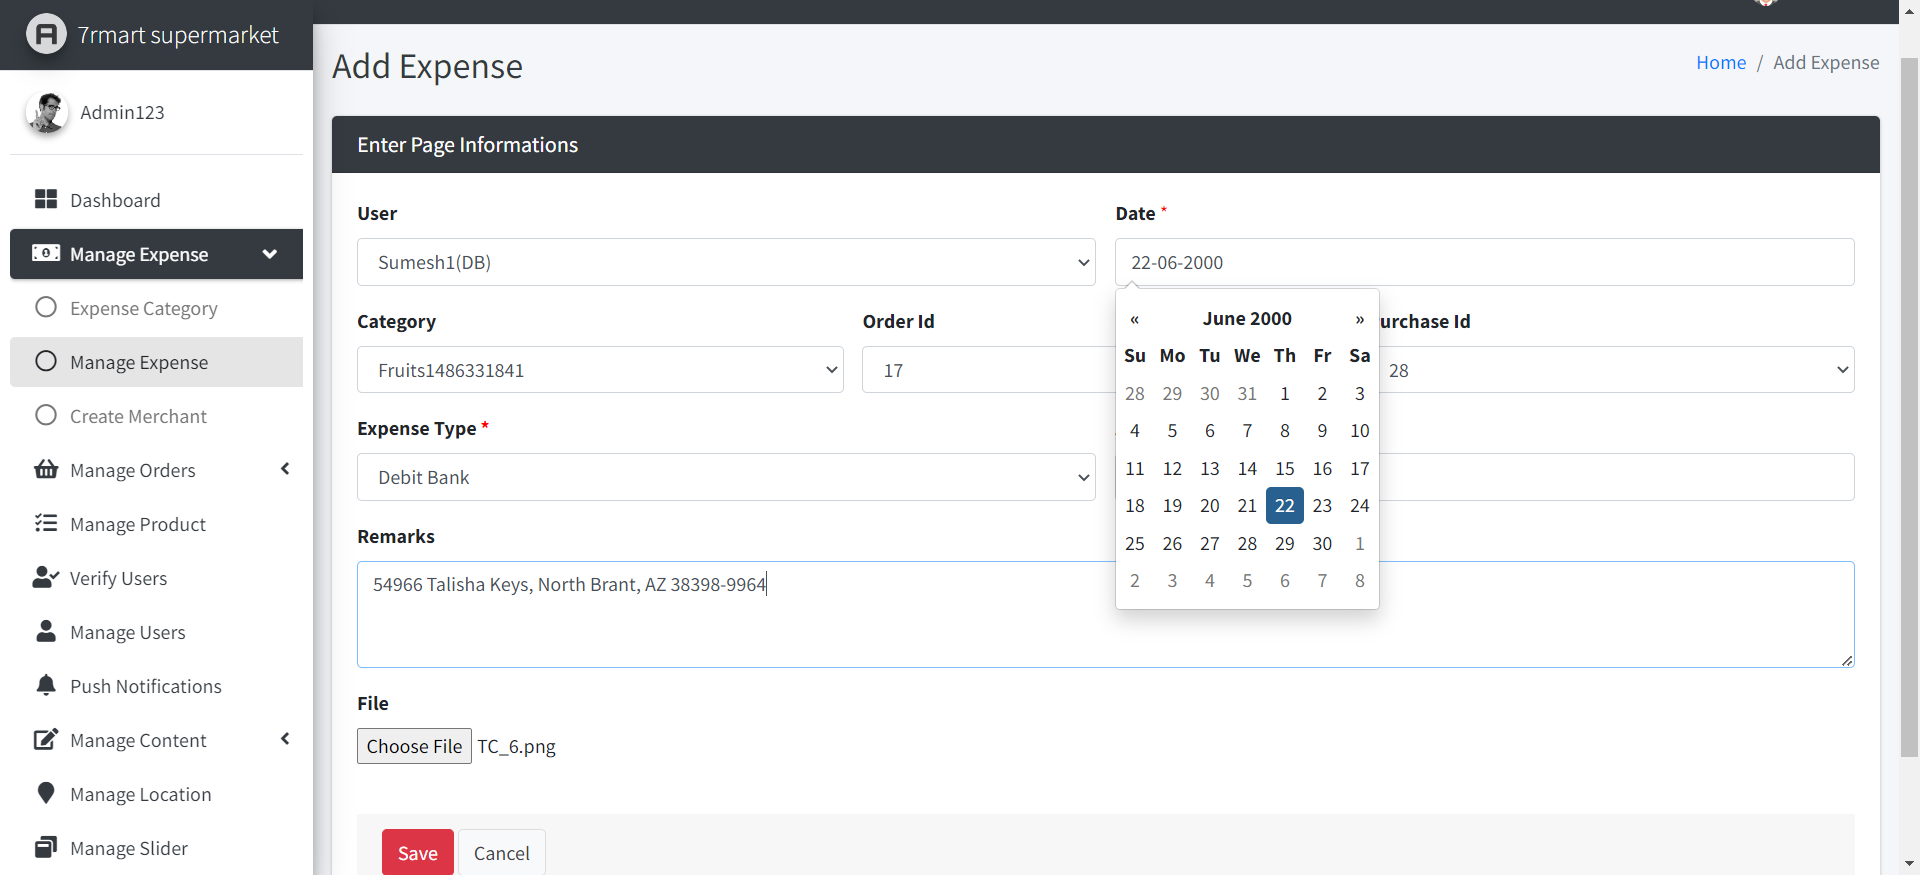 7rmart supermarket
Admin123
Dashboard
Manage Expense
Expense Category
Manage Expense
Create Merchant
Manage Orders
Manage Product
Verify Users
Manage Users
Push Notifications
Manage Content
Manage Location
Manage Slider
Add Expense
Home / Add Expense
Enter Page Informations
User
Sumesh1(DB)
Date *
22-06-2000
Category
Fruits1486331841
Order Id
17
urchase Id
28
« June 2000 »
Su Mo Tu We Th Fr Sa
28 29 30 31 1 2 3
4 5 6 7 8 9 10
11 12 13 14 15 16 17
18 19 20 21 22 23 24
25 26 27 28 29 30 1
2 3 4 5 6 7 8
Expense Type *
Debit Bank
Remarks
54966 Talisha Keys, North Brant, AZ 38398-9964
File
Choose File TC_6.png
Save Cancel